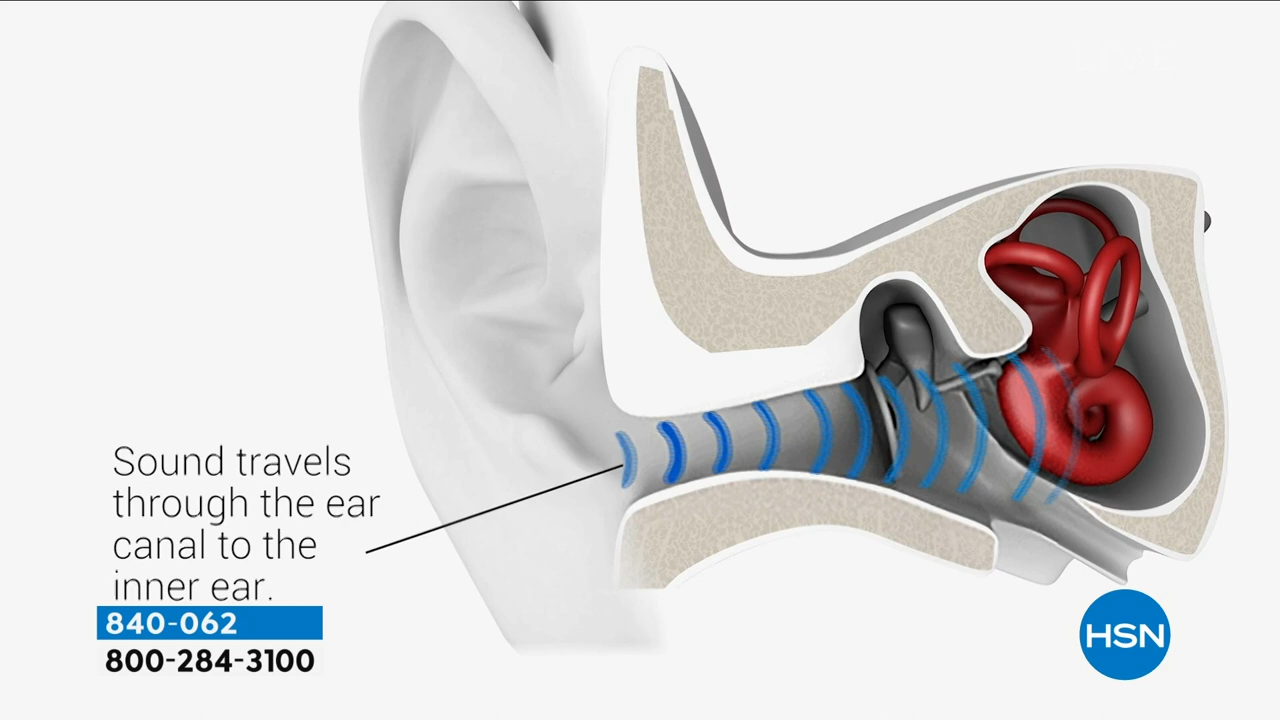 Sound travels
through the ear
canal to the
inner ear.
840-062
800-284-3100
HSN